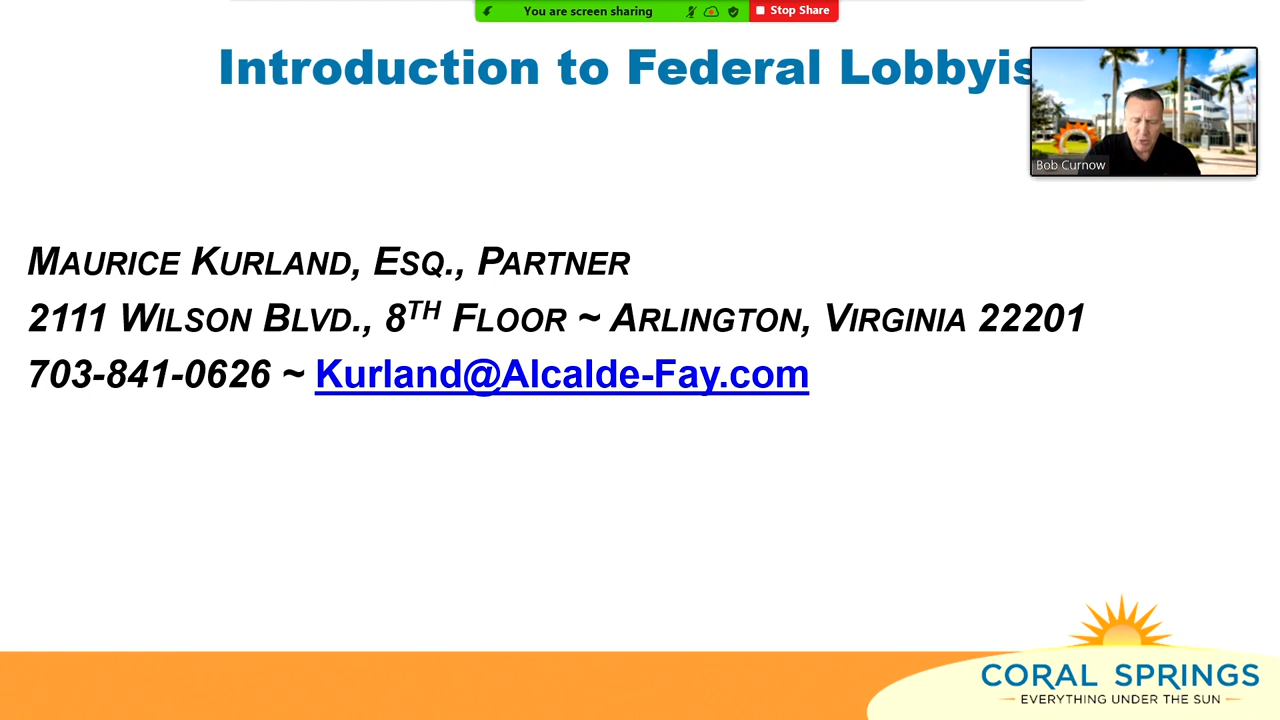 You are screen sharing
Stop Share
Introduction to Federal
Bob Curnow
MAURICE KURLAND, ESQ., PARTNER
2111 WILSON BLVD., 8TH FLOOR ~ ARLINGTON, VIRGINIA 22201
703-841-0626 ~ Kurland@Alcalde-Fay.com
CORAL SPRINGS
EVERYTHING UNDER THE SUN